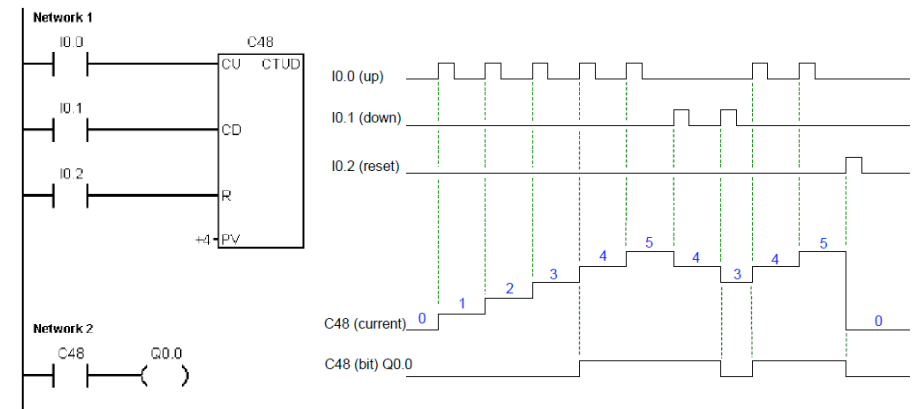 Network 1
I0.0
C48
CU CTUD
I0.1
CD
I0.2
R
+4 PV
Network 2
C48 Q0.0
I0.0 (up)
I0.1 (down)
I0.2 (reset)
C48 (current) 0 1 2 3 4 5 4 3 4 5 0
C48 (bit) Q0.0